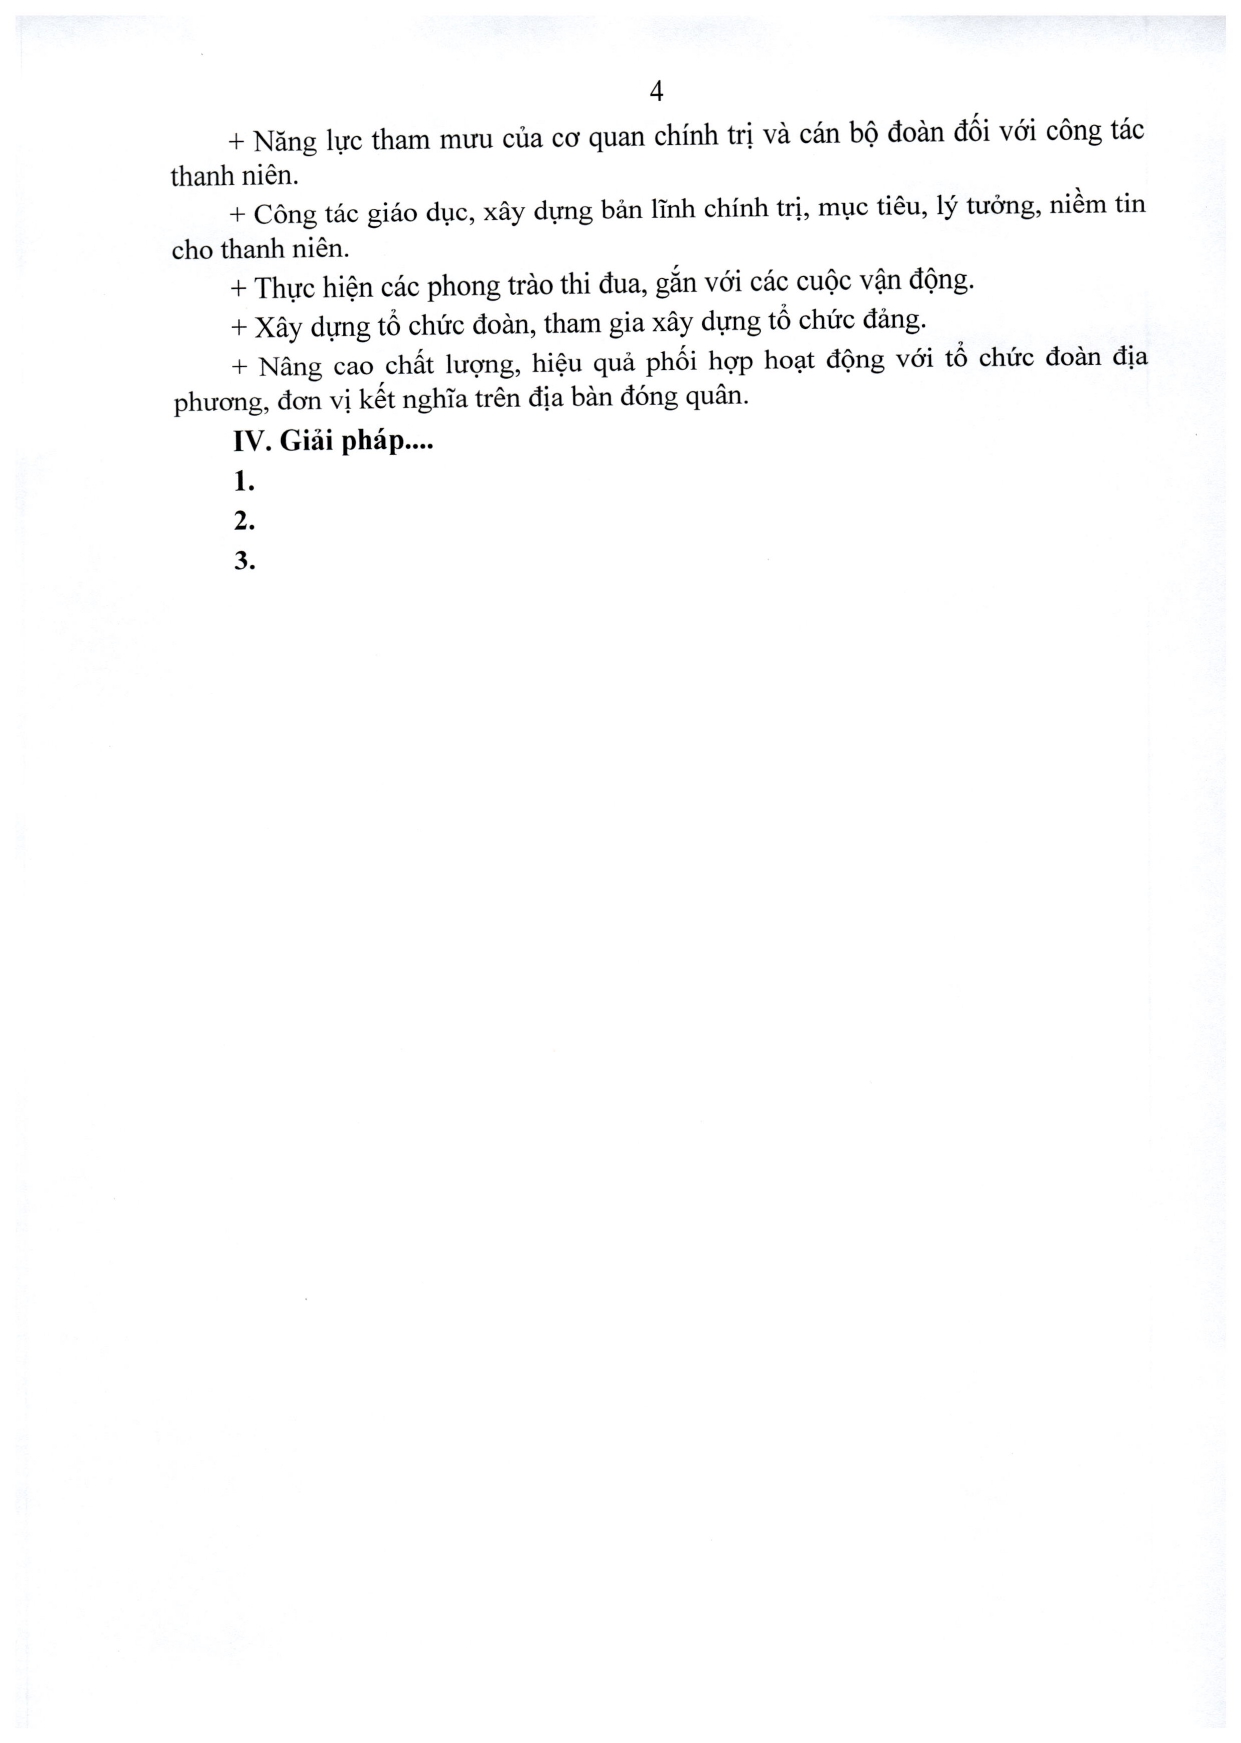 4
+ Năng lực tham mưu của cơ quan chính trị và cán bộ đoàn đối với công tác
thanh niên.
+ Công tác giáo dục, xây dựng bản lĩnh chính trị, mục tiêu, lý tưởng, niềm tin
cho thanh niên.
+ Thực hiện các phong trào thi đua, gắn với các cuộc vận động.
+ Xây dựng tổ chức đoàn, tham gia xây dựng tổ chức đảng.
+ Nâng cao chất lượng, hiệu quả phối hợp hoạt động với tổ chức đoàn địa
phương, đơn vị kết nghĩa trên địa bàn đóng quân.
IV. Giải pháp....
1.
2.
3.